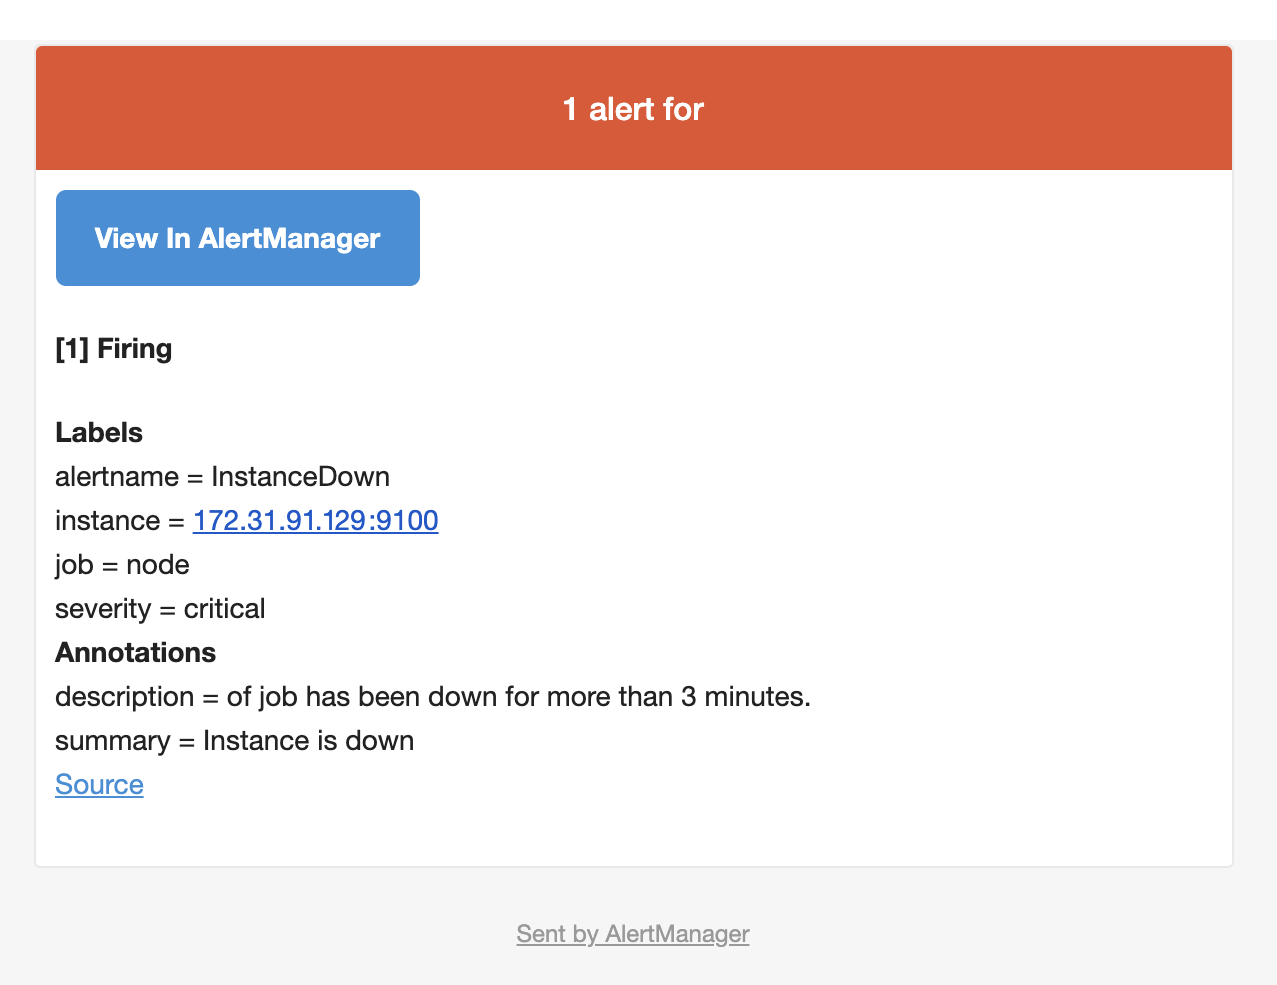 1 alert for
View In AlertManager
[1] Firing
Labels
alertname = InstanceDown
instance = 172.31.91.129:9100
job = node
severity = critical
Annotations
description = of job has been down for more than 3 minutes.
summary = Instance is down
Source
Sent by AlertManager